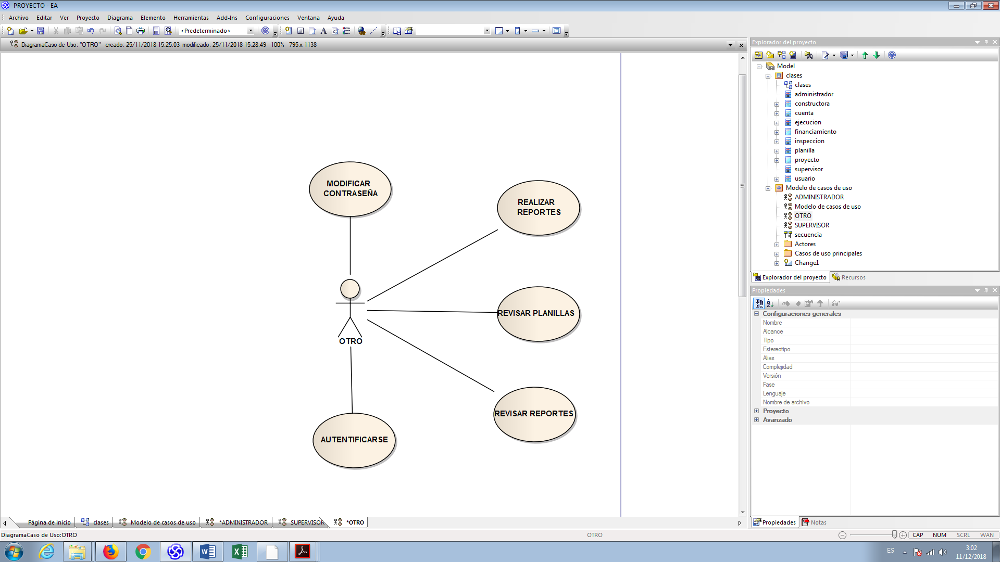 PROYECTO - EA
Archivo Editar Ver Proyecto Diagrama Elemento Herramientas Add-Ins Configuraciones Ventana Ayuda
<Predeterminado>
DiagramaCaso de Uso: "OTRO" creado: 25/11/2018 15:25:03 modificado: 25/11/2018 15:28:49 100% 795 x 1138
MODIFICAR
CONTRASEÑA
REALIZAR
REPORTES
REVISAR PLANILLAS
OTRO
REVISAR REPORTES
AUTENTIFICARSE
Explorador del proyecto
Model
clases
clases
administrador
constructora
cuenta
ejecucion
financiamiento
inspeccion
planilla
proyecto
supervisor
usuario
Modelo de casos de uso
ADMINISTRADOR
Modelo de casos de uso
OTRO
SUPERVISOR
secuencia
Actores
Casos de uso principales
Change1
Explorador del proyecto Recursos
Propiedades
Configuraciones generales
Nombre
Alcance
Tipo
Estereotipo
Alias
Complejidad
Versión
Fase
Lenguaje
Nombre de archivo
Proyecto
Avanzado
Propiedades Notas
Página de inicio clases Modelo de casos de uso *ADMINISTRADOR SUPERVISOR *OTRO
DiagramaCaso de Uso:OTRO OTRO CAP NUM SCRL WAN
ES 3:02
11/12/2018